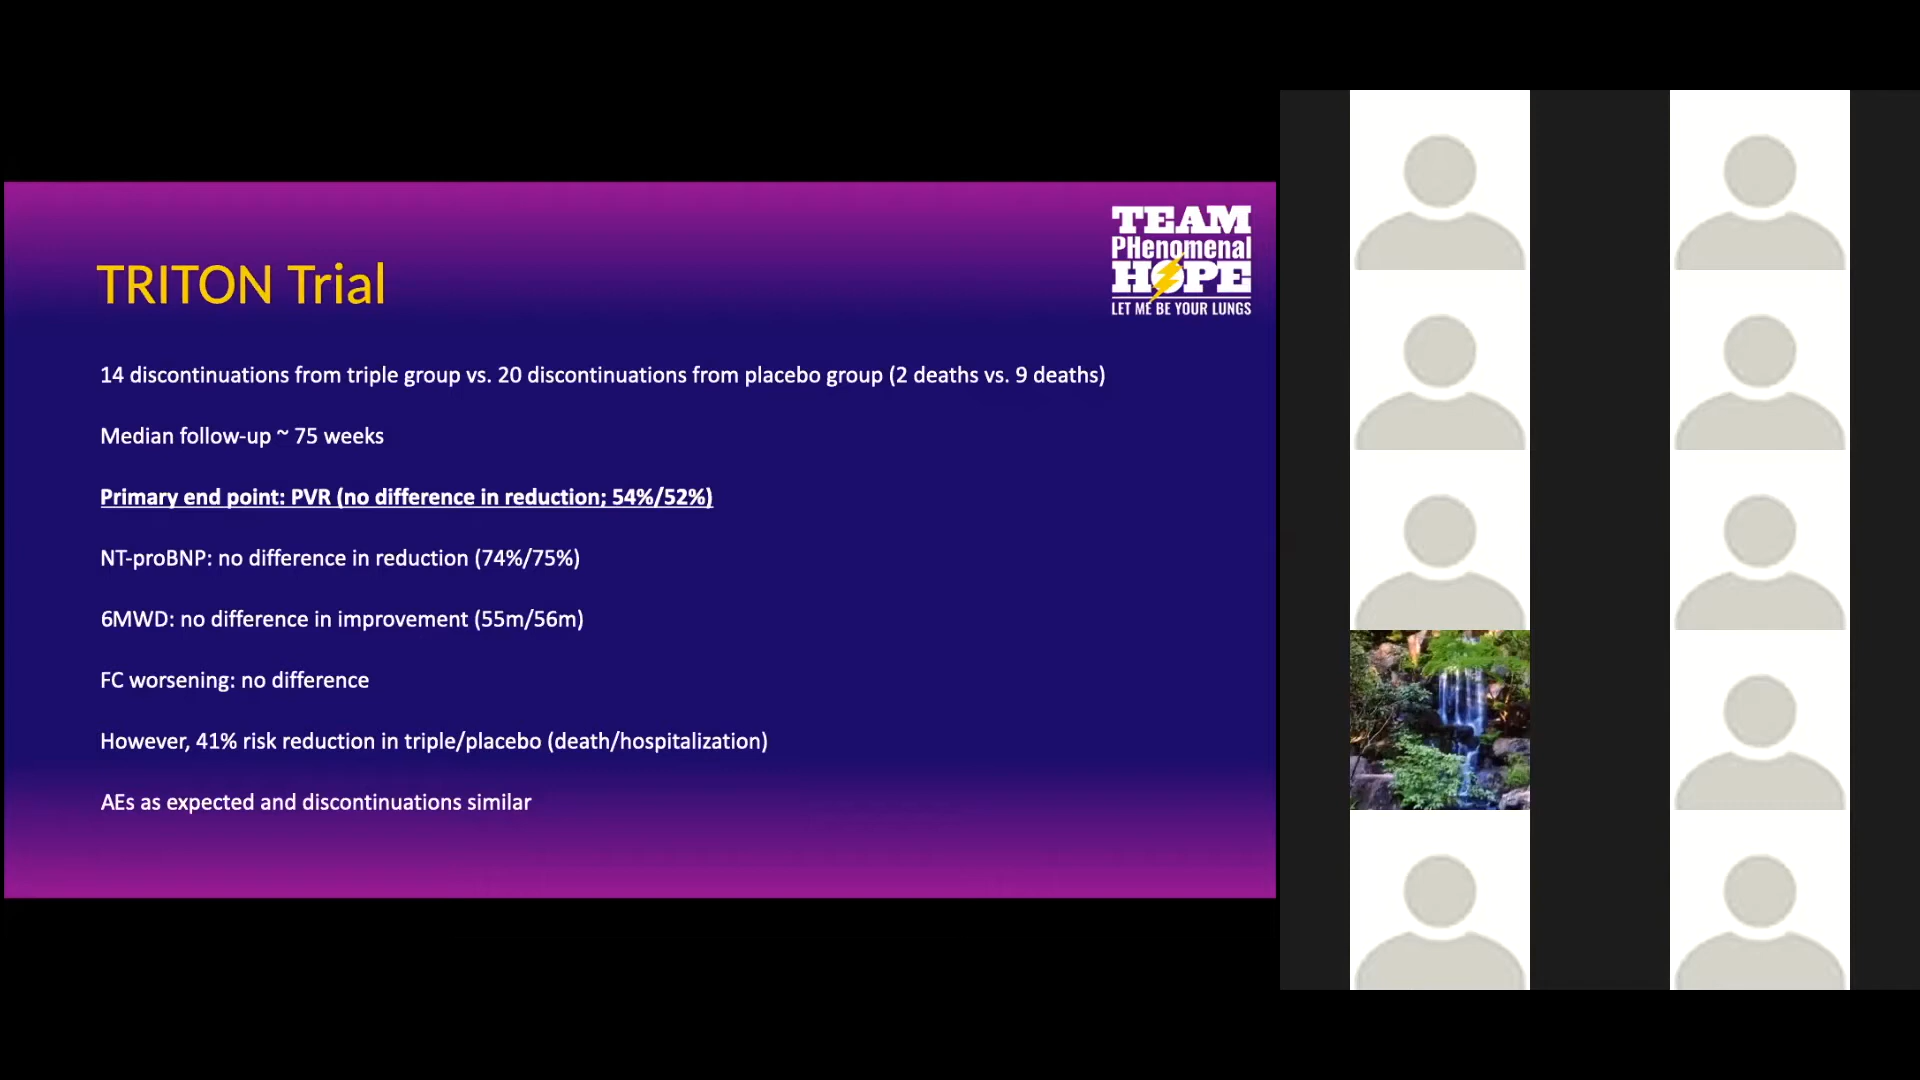 TEAM
PHenomenal
HOPE
LET ME BE YOUR LUNGS
TRITON Trial
14 discontinuations from triple group vs. 20 discontinuations from placebo group (2 deaths vs. 9 deaths)
Median follow-up ~ 75 weeks
Primary end point: PVR (no difference in reduction; 54%/52%)
NT-proBNP: no difference in reduction (74%/75%)
6MWD: no difference in improvement (55m/56m)
FC worsening: no difference
However, 41% risk reduction in triple/placebo (death/hospitalization)
AEs as expected and discontinuations similar